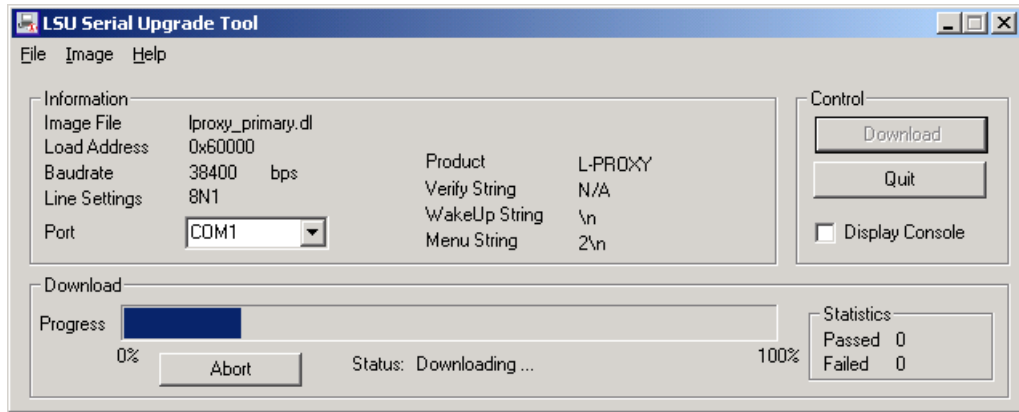 LSU Serial Upgrade Tool
File Image Help
Information
Image File lproxy_primary.dl
Load Address 0x60000
Baudrate 38400 bps
Line Settings 8N1
Port COM1
Product L-PROXY
Verify String N/A
WakeUp String \n
Menu String 2\n
Control
Download
Quit
Display Console
Download
Progress
0%
100%
Abort
Status: Downloading ...
Statistics
Passed 0
Failed 0